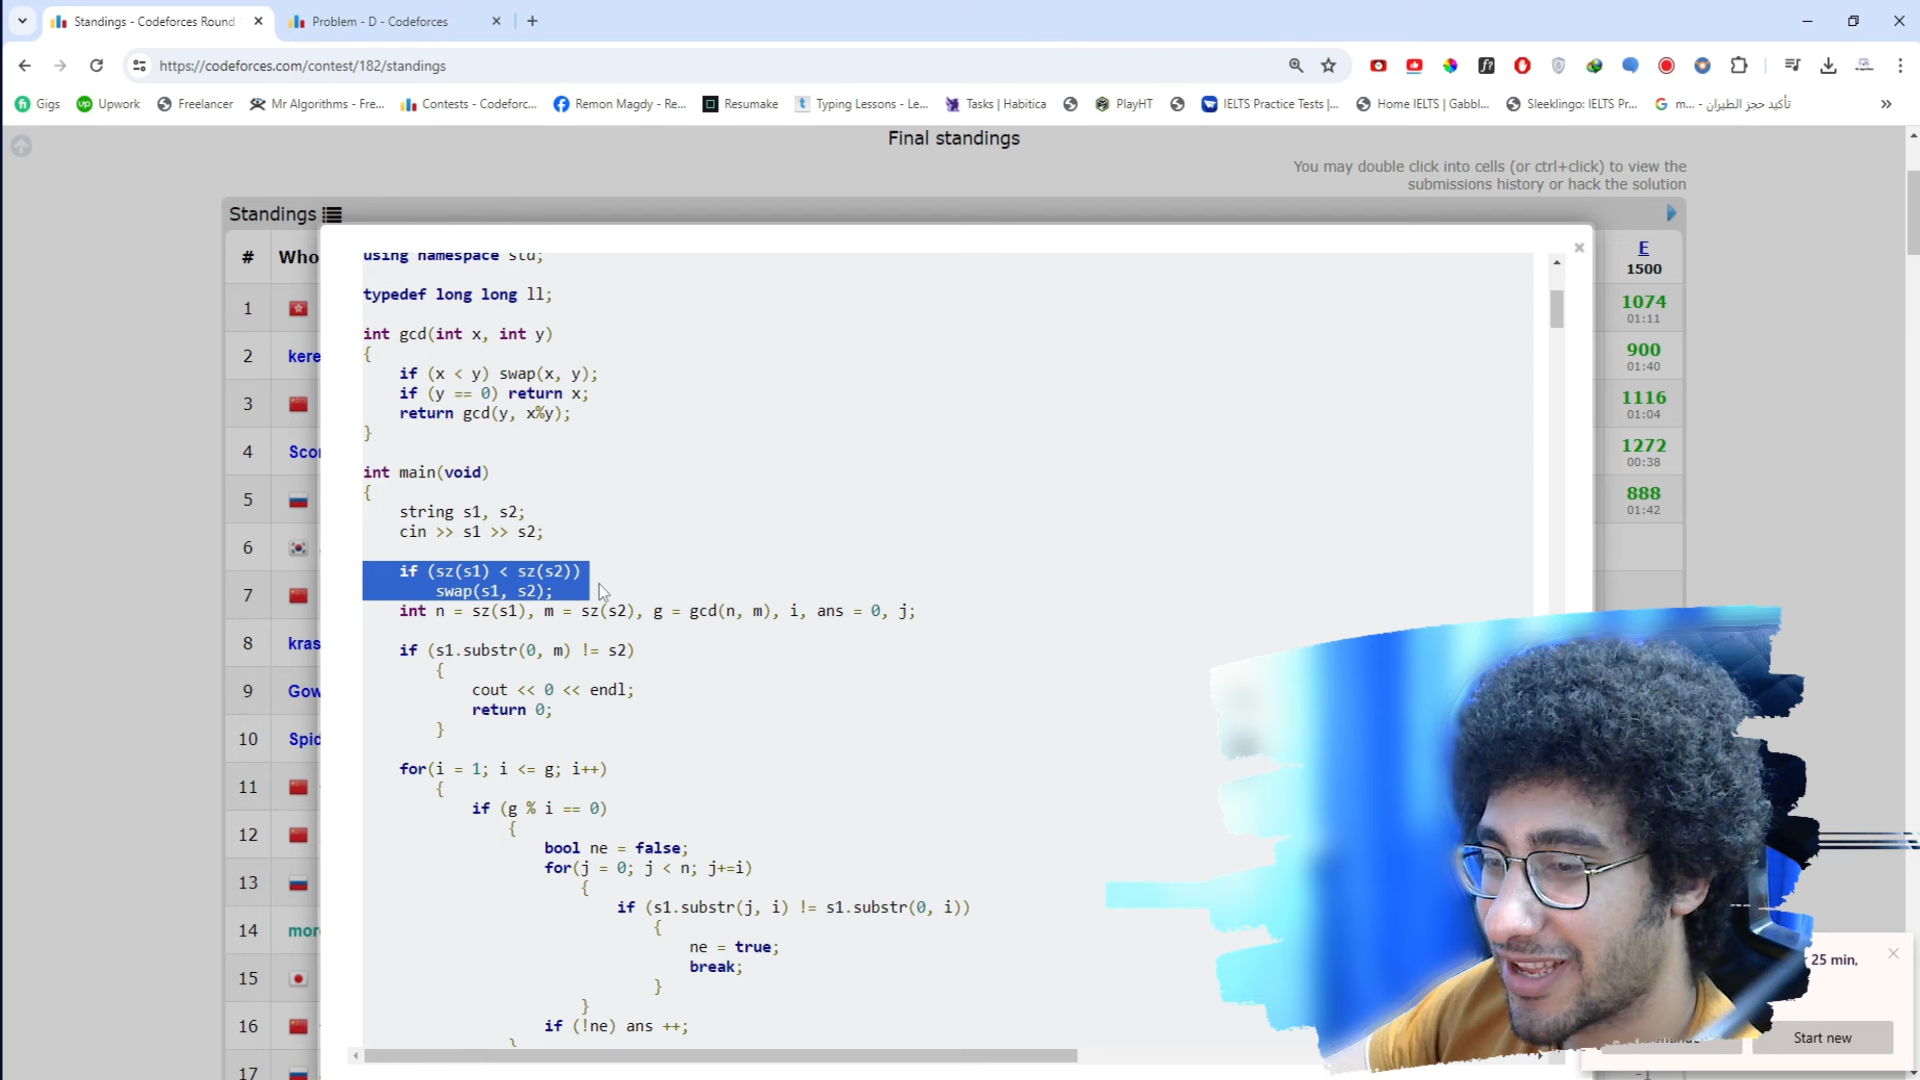 Standings - Codeforces Round
Problem - D - Codeforces
https://codeforces.com/contest/182/standings
Gigs
Upwork
Freelancer
Mr Algorithms - Fre...
Contests - Codeforc...
Remon Magdy - Re...
Resumake
Typing Lessons - Le...
Tasks | Habitica
PlayHT
IELTS Practice Tests |...
Home IELTS | Gabbl...
Sleeklingo: IELTS Pr...
تأكيد حجز الطيران - m...
Final standings
You may double click into cells (or ctrl+click) to view the
submissions history or hack the solution
Standings
# Who
E
1500
1
1074
01:11
2 kere
900
01:40
3
1116
01:04
4 Scor
1272
00:38
5
888
01:42
6
7
8 kras
9 Gow
10 Spid
11
12
13
14 mor
15
16
17
using namespace std;
typedef long long ll;
int gcd(int x, int y)
{
if (x < y) swap(x, y);
if (y == 0) return x;
return gcd(y, x%y);
}
int main(void)
{
string s1, s2;
cin >> s1 >> s2;
if (sz(s1) < sz(s2))
swap(s1, s2);
int n = sz(s1), m = sz(s2), g = gcd(n, m), i, ans = 0, j;
if (s1.substr(0, m) != s2)
{
cout << 0 << endl;
return 0;
}
for(i = 1; i <= g; i++)
{
if (g % i == 0)
{
bool ne = false;
for(j = 0; j < n; j+=i)
{
if (s1.substr(j, i) != s1.substr(0, i))
{
ne = true;
break;
}
}
if (!ne) ans ++;
}
25 min,
Start new
-1